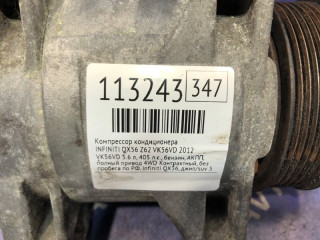 113243 347
Компрессор кондиционера
INFINITI QX56 Z62 VK56VD 2012
VK56VD 5.6 л, 405 л.с., бензин, АКПП,
полный привод 4WD Контрактный, без
пробега по РФ, Infiniti QX56, джип/suv 5